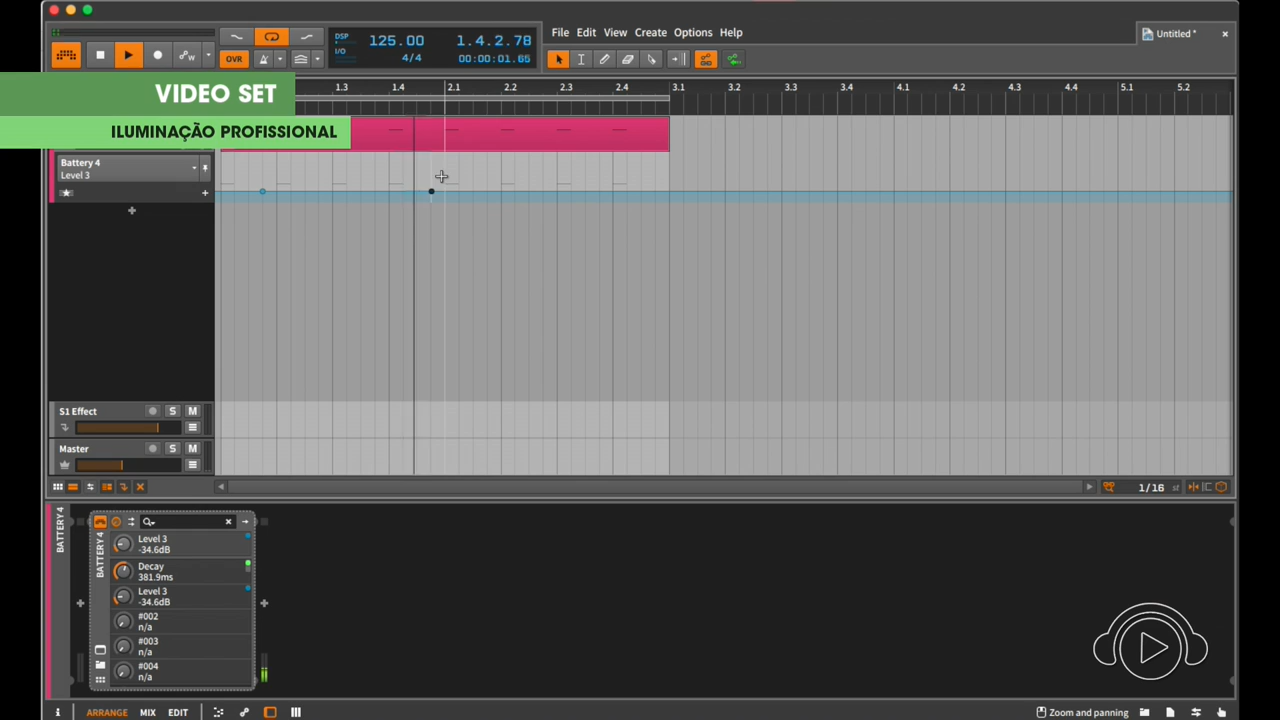 DSP
I/O
125.00
4/4
1.4.2.78
00:00:01.65
File Edit View Create Options Help
Untitled *
OVR
VIDEO SET
ILUMINAÇÃO PROFISSIONAL
1.3 1.4 2.1 2.2 2.3 2.4 3.1 3.2 3.3 3.4 4.1 4.2 4.3 4.4 5.1 5.2
Battery 4
Level 3
S1 Effect S M
Master S M
1/16 st
BATTERY 4
BATTERY 4
Level 3
-34.6dB
Decay
381.9ms
Level 3
-34.6dB
#002
n/a
#003
n/a
#004
n/a
i ARRANGE MIX EDIT
Zoom and panning